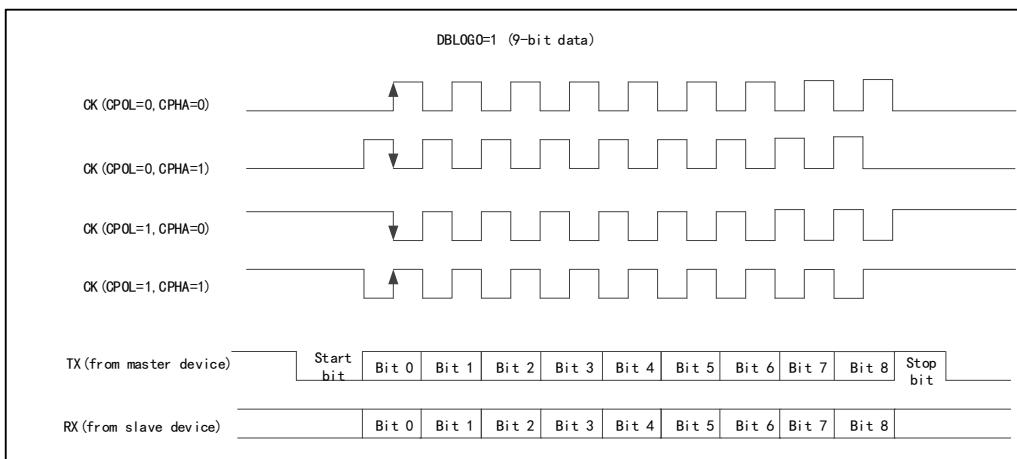 DBLOGO=1 (9-bit data)
CK(CPOL=0, CPHA=0)
CK(CPOL=0, CPHA=1)
CK(CPOL=1, CPHA=0)
CK(CPOL=1, CPHA=1)
TX(from master device) Start bit Bit 0 Bit 1 Bit 2 Bit 3 Bit 4 Bit 5 Bit 6 Bit 7 Bit 8 Stop bit
RX(from slave device) Bit 0 Bit 1 Bit 2 Bit 3 Bit 4 Bit 5 Bit 6 Bit 7 Bit 8